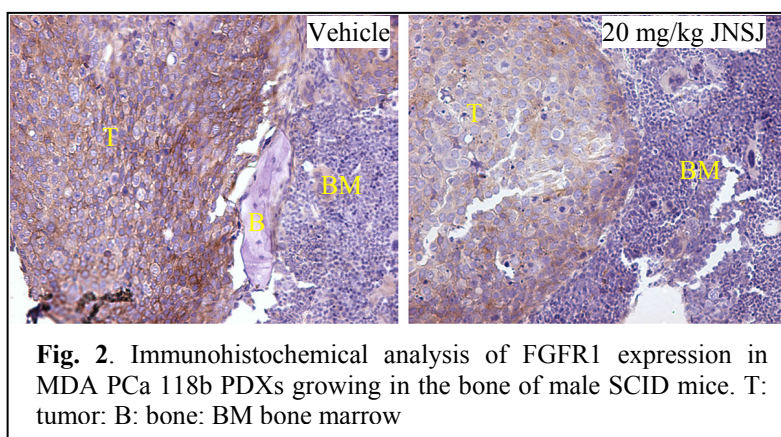 Vehicle
20 mg/kg JNSJ
T
T
BM
BM
B
Fig. 2. Immunohistochemical analysis of FGFR1 expression in
MDA PCa 118b PDXs growing in the bone of male SCID mice. T:
tumor; B: bone; BM bone marrow